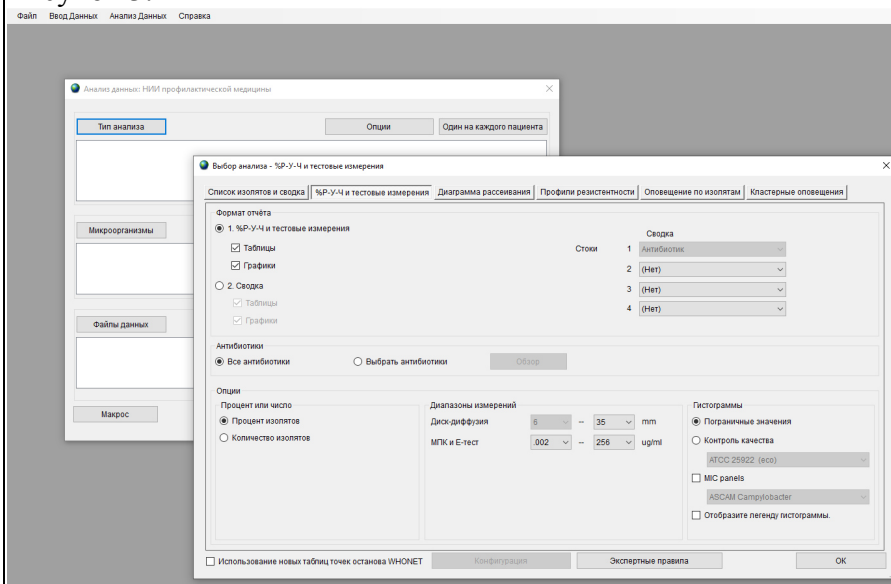 Файл Ввод Данных Анализ Данных Справка
Анализ данных: НИИ профилактической медицины
Тип анализа Опции Один на каждого пациента
Микроорганизмы
Файлы данных
Макрос
Выбор анализа - %Р-У-Ч и тестовые измерения
Список изолятов и сводка %Р-У-Ч и тестовые измерения Диаграмма рассеивания Профили резистентности Оповещение по изолятам Кластерные оповещения
Формат отчёта
1. %Р-У-Ч и тестовые измерения
Сводка
Таблицы
Стоки 1 Антибиотик
Графики
2 (Нет)
2. Сводка
3 (Нет)
Таблицы
4 (Нет)
Графики
Антибиотики
Все антибиотики Выбрать антибиотики Обзор
Опции
Процент или число Диапазоны измерений Гистограммы
Процент изолятов Диск-диффузия 6 -- 35 mm Пограничные значения
Количество изолятов МПК и Е-тест .002 -- 256 ug/ml Контроль качества
ATCC 25922 (eco)
MIC panels
ASCAM Campylobacter
Отобразите легенду гистограммы.
Использование новых таблиц точек останова WHONET Конфигурация Экспертные правила OK